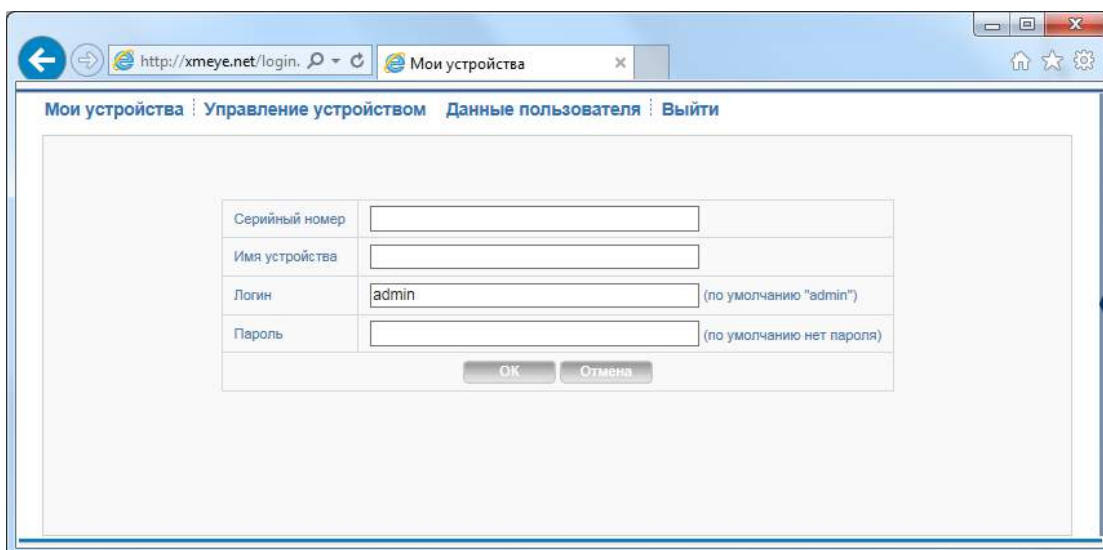 http://xmeye.net/login. Мои устройства
Мои устройства Управление устройством Данные пользователя Выйти
Серийный номер
Имя устройства
Логин admin (по умолчанию "admin")
Пароль (по умолчанию нет пароля)
OK Отмена